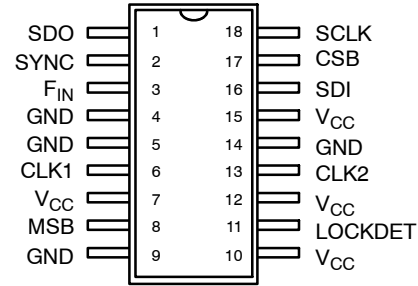 SDO 1 18 SCLK
SYNC 2 17 CSB
FIN 3 16 SDI
GND 4 15 VCC
GND 5 14 GND
CLK1 6 13 CLK2
VCC 7 12 VCC
MSB 8 11 LOCKDET
GND 9 10 VCC